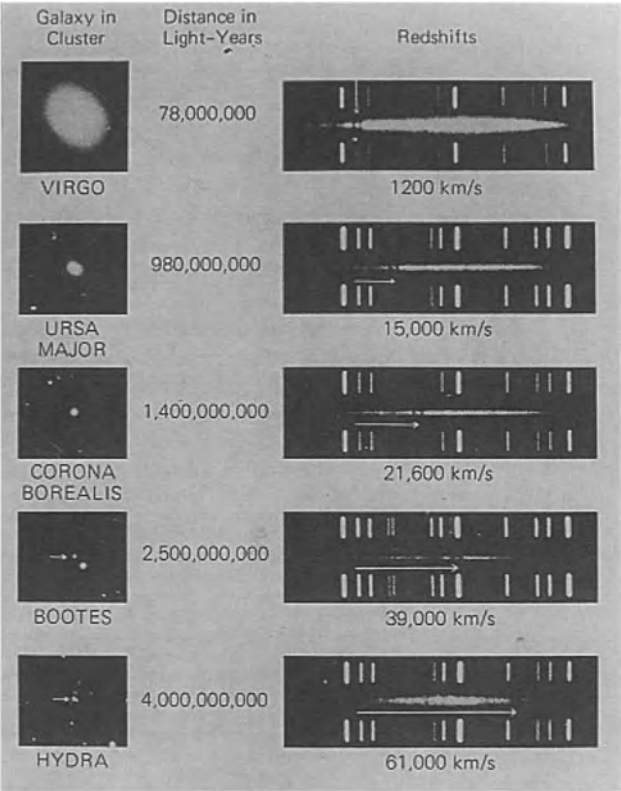 Galaxy in Cluster
Distance in Light-Years
Redshifts
VIRGO
78,000,000
1200 km/s
URSA MAJOR
980,000,000
15,000 km/s
CORONA BOREALIS
1,400,000,000
21,600 km/s
BOOTES
2,500,000,000
39,000 km/s
HYDRA
4,000,000,000
61,000 km/s